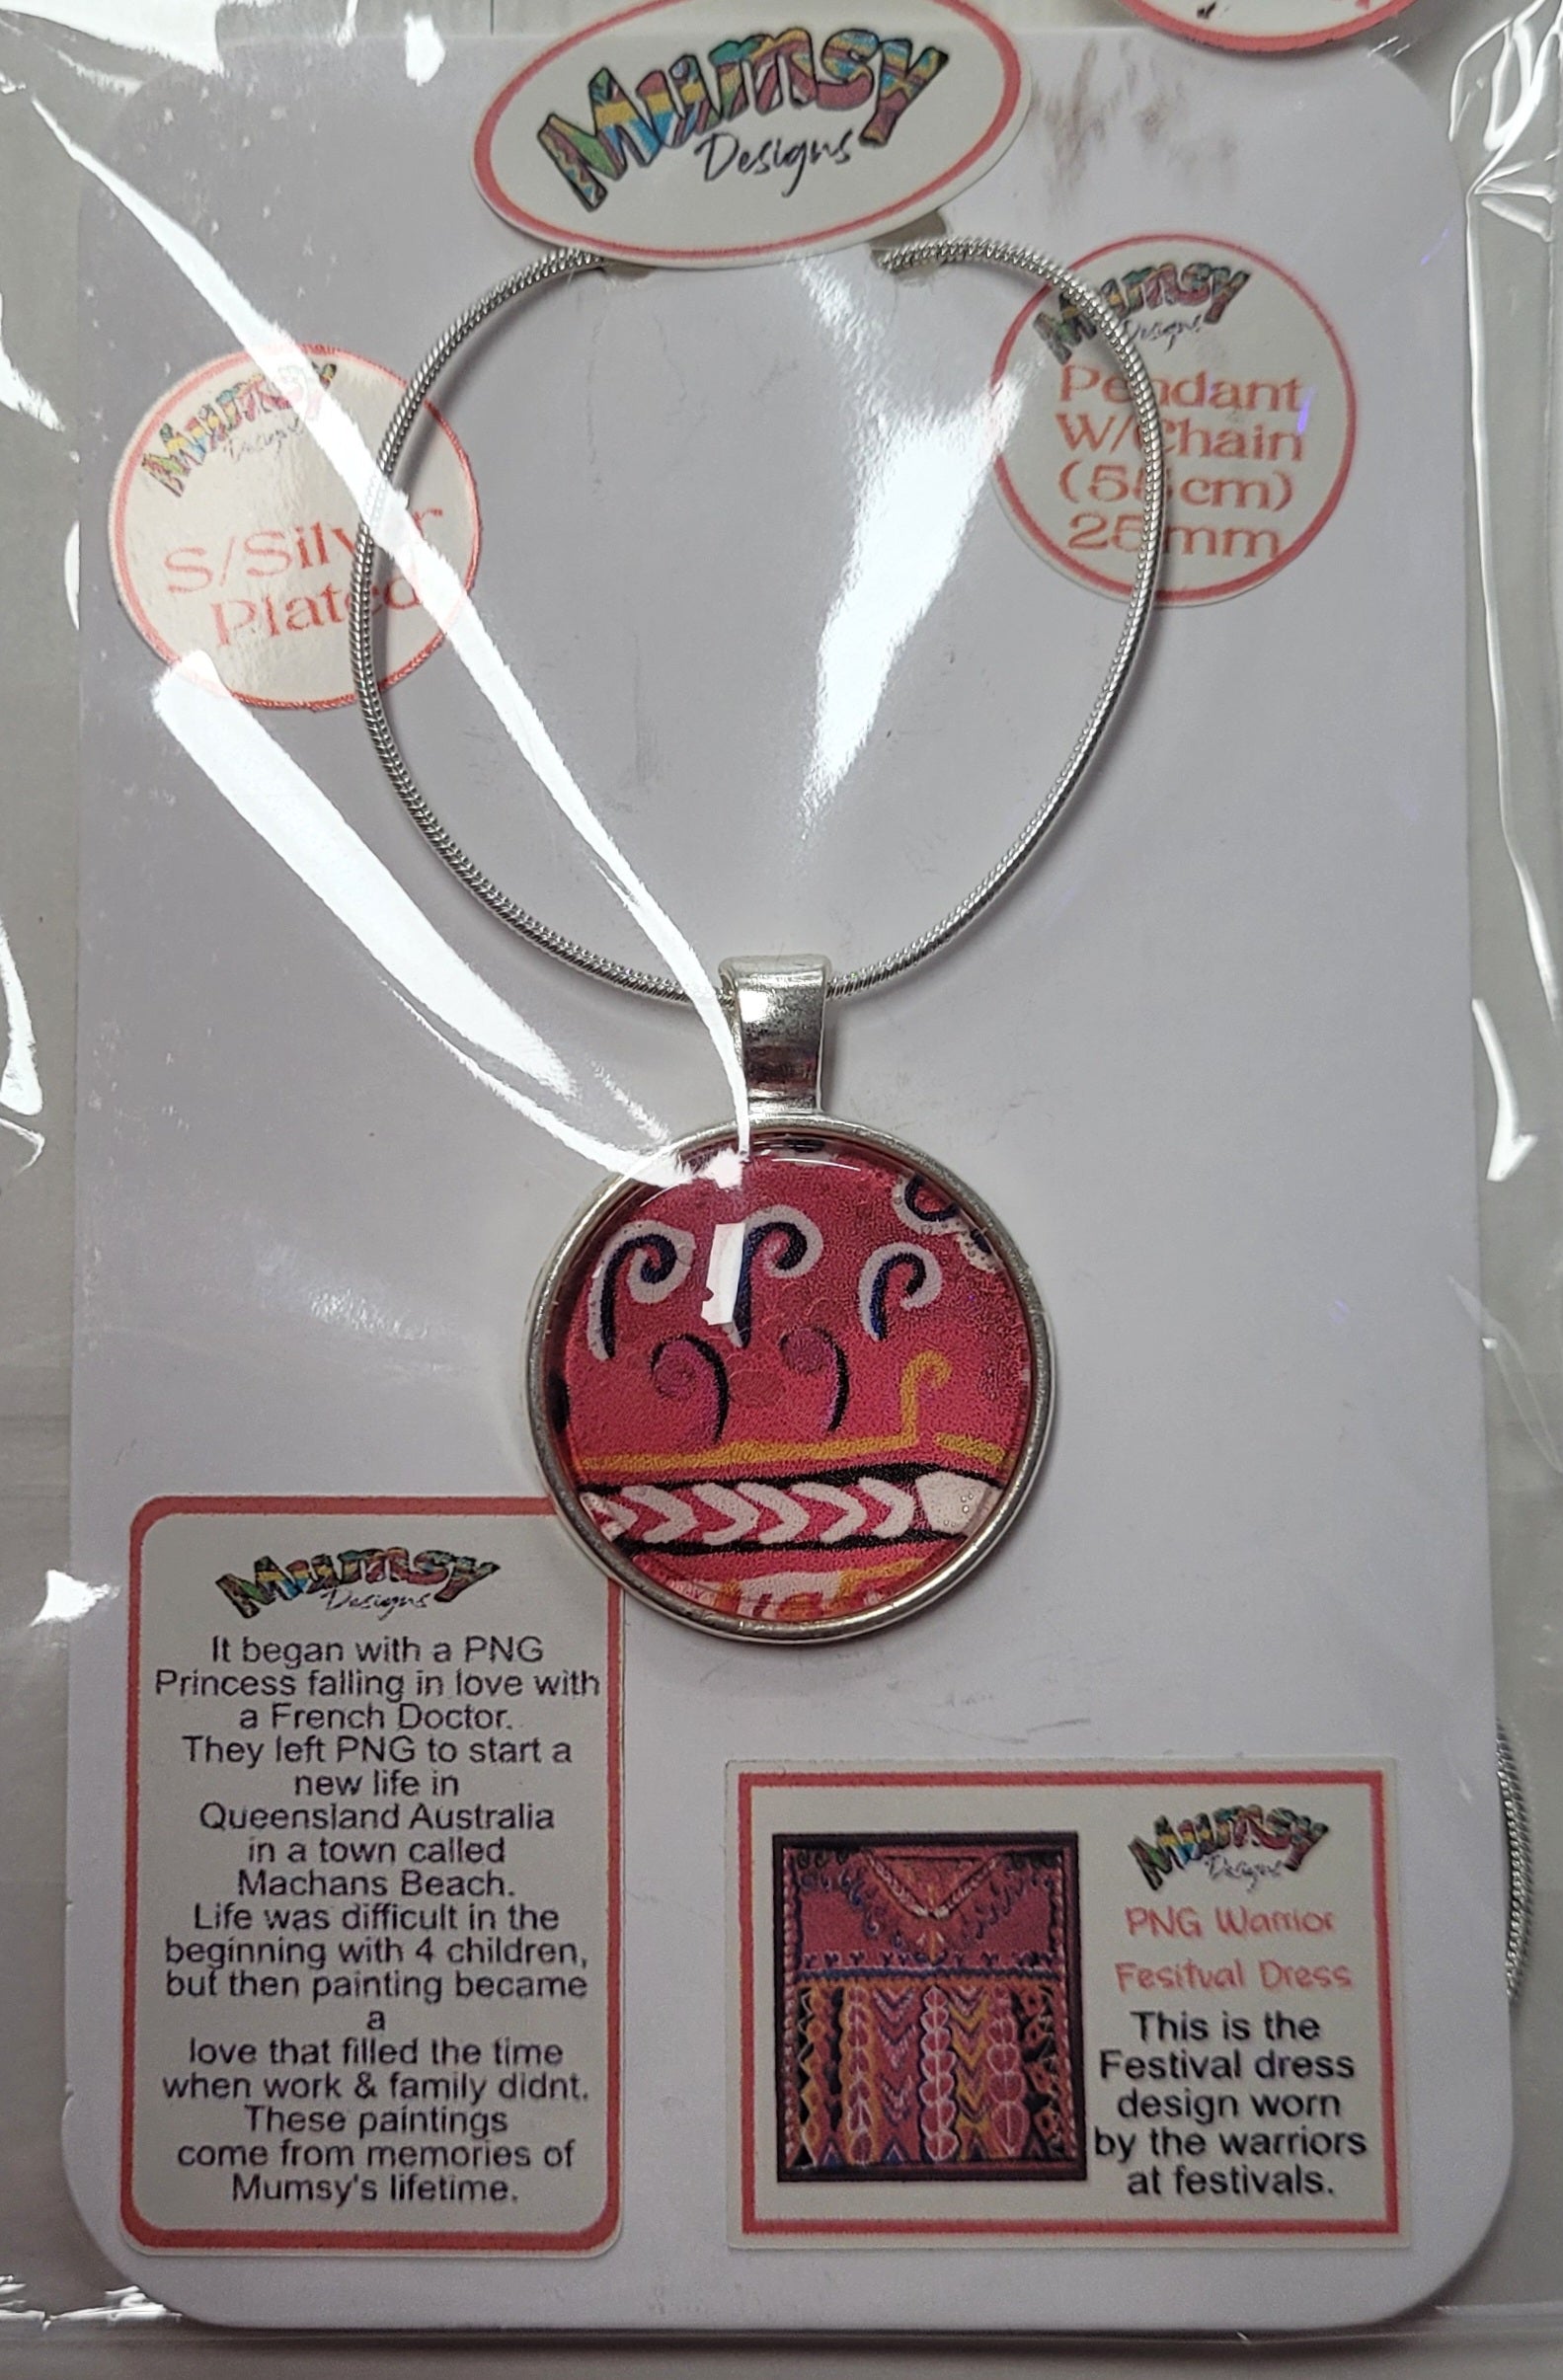 Mumsy
Designs
Mumsy
Designs
S/Silver
Plated
Mumsy
Designs
Pendant
W/Chain
cm)
25mm
Mumsy
Designs
It began with a PNG
Princess falling in love with
a French Doctor.
They left PNG to start a
new life in
Queensland Australia
in a town called
Machans Beach.
Life was difficult in the
beginning with 4 children,
but then painting became
a
love that filled the time
when work & family didnt.
These paintings
come from memories of
Mumsy's lifetime.
Mumsy
Designs
PNG Warrior
Fesitval Dress
This is the
Festival dress
design worn
by the warriors
at festivals.